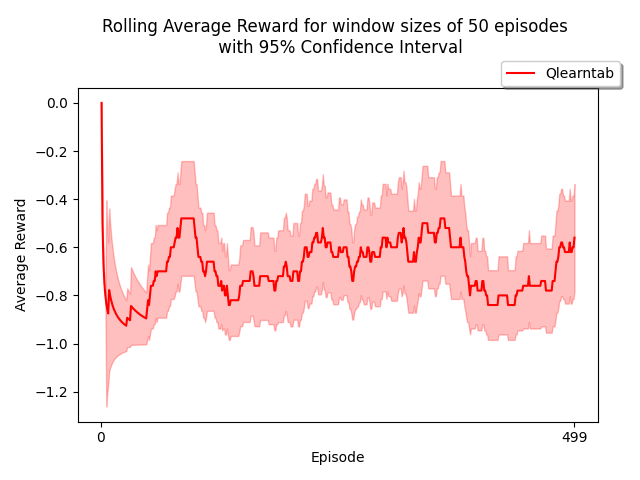 Rolling Average Reward for window sizes of 50 episodes
with 95% Confidence Interval
Qlearntab
0.0
−0.2
−0.4
−0.6
−0.8
−1.0
−1.2
Average Reward
0
499
Episode